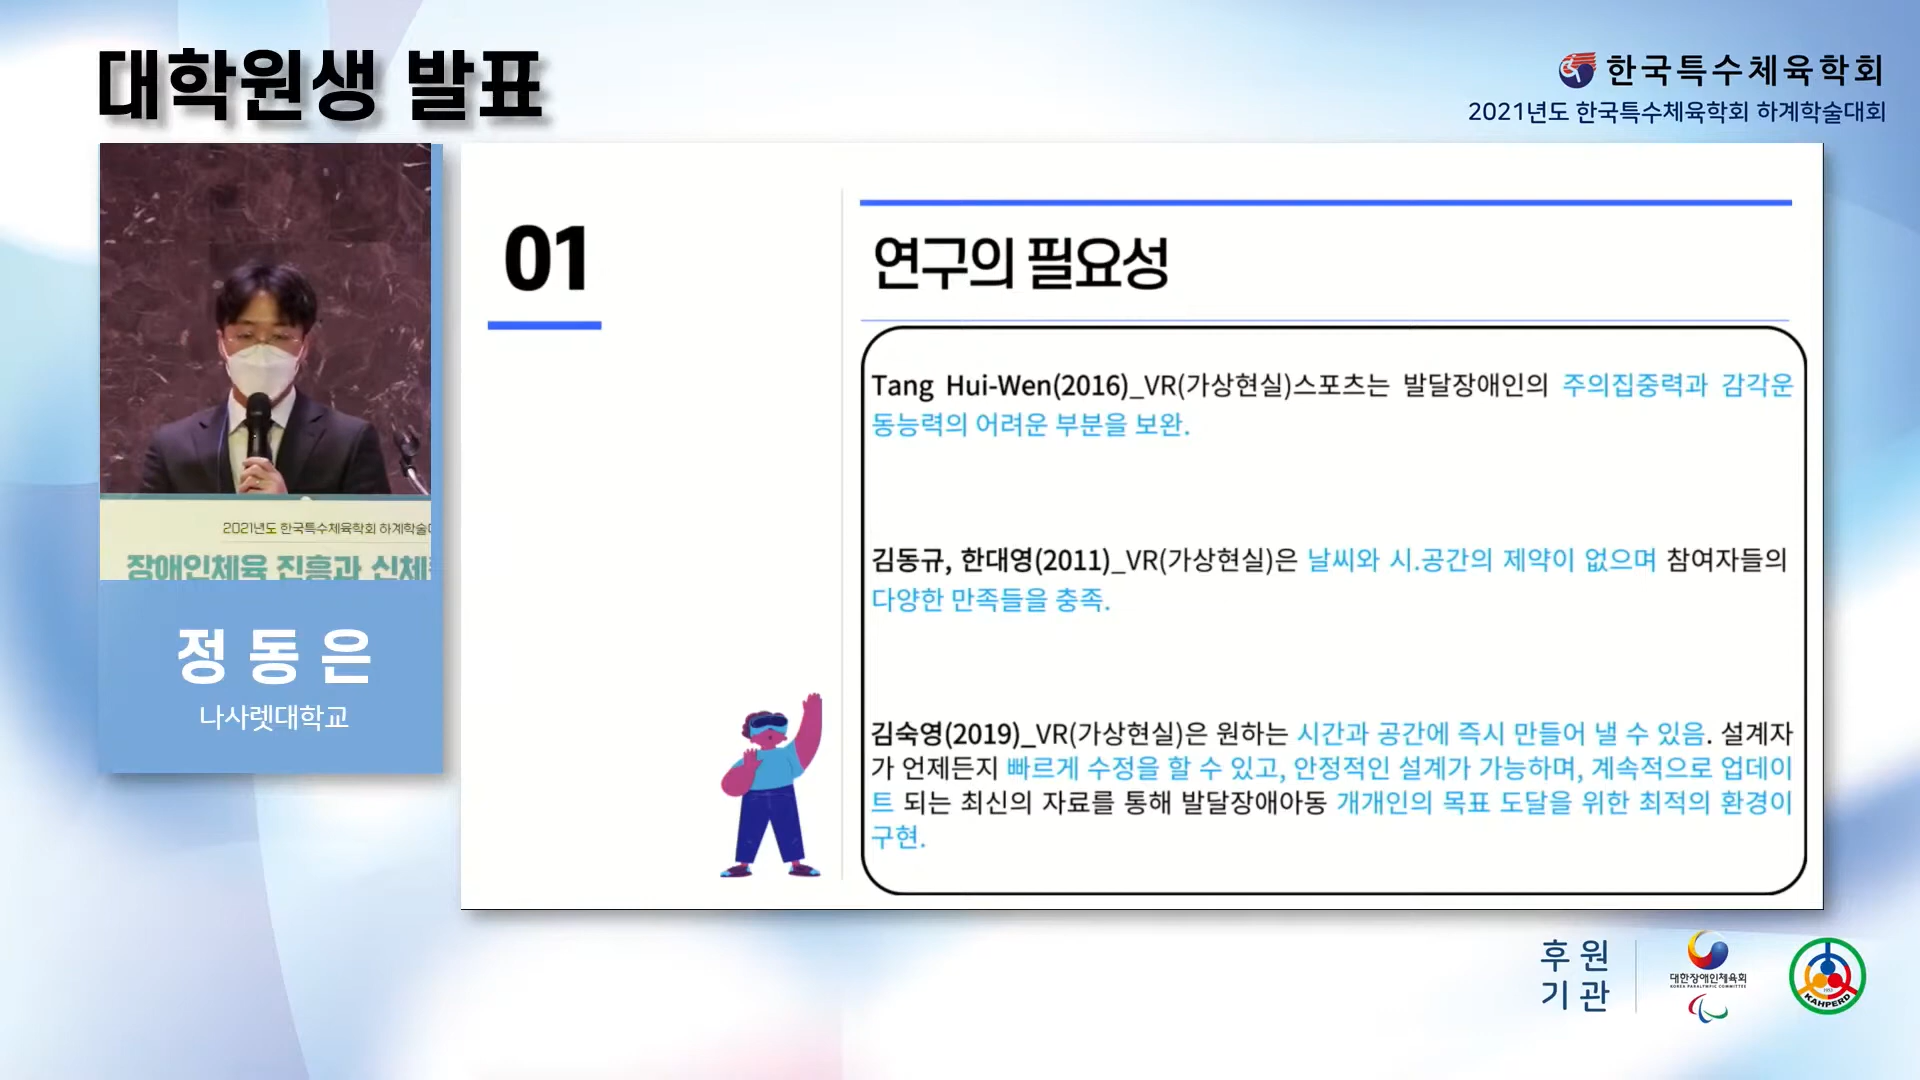 대학원생 발표
한국특수체육학회
2021년도 한국특수체육학회 하계학술대회
01
연구의 필요성
Tang Hui-Wen(2016)_VR(가상현실)스포츠는 발달장애인의 주의집중력과 감각운
동능력의 어려운 부분을 보완.
김동규, 한대영(2011)_VR(가상현실)은 날씨와 시.공간의 제약이 없으며 참여자들의
다양한 만족들을 충족.
김숙영(2019)_VR(가상현실)은 원하는 시간과 공간에 즉시 만들어 낼 수 있음. 설계자
가 언제든지 빠르게 수정을 할 수 있고, 안정적인 설계가 가능하며, 계속적으로 업데이
트 되는 최신의 자료를 통해 발달장애아동 개개인의 목표 도달을 위한 최적의 환경이
구현.
2021년도 한국특수체육학회 하계학술
장애인체육 진흥과 신체
정동은
나사렛대학교
후원
기관
대한장애인체육회
KOREA PARALYMPIC COMMITTEE
KAHPERD